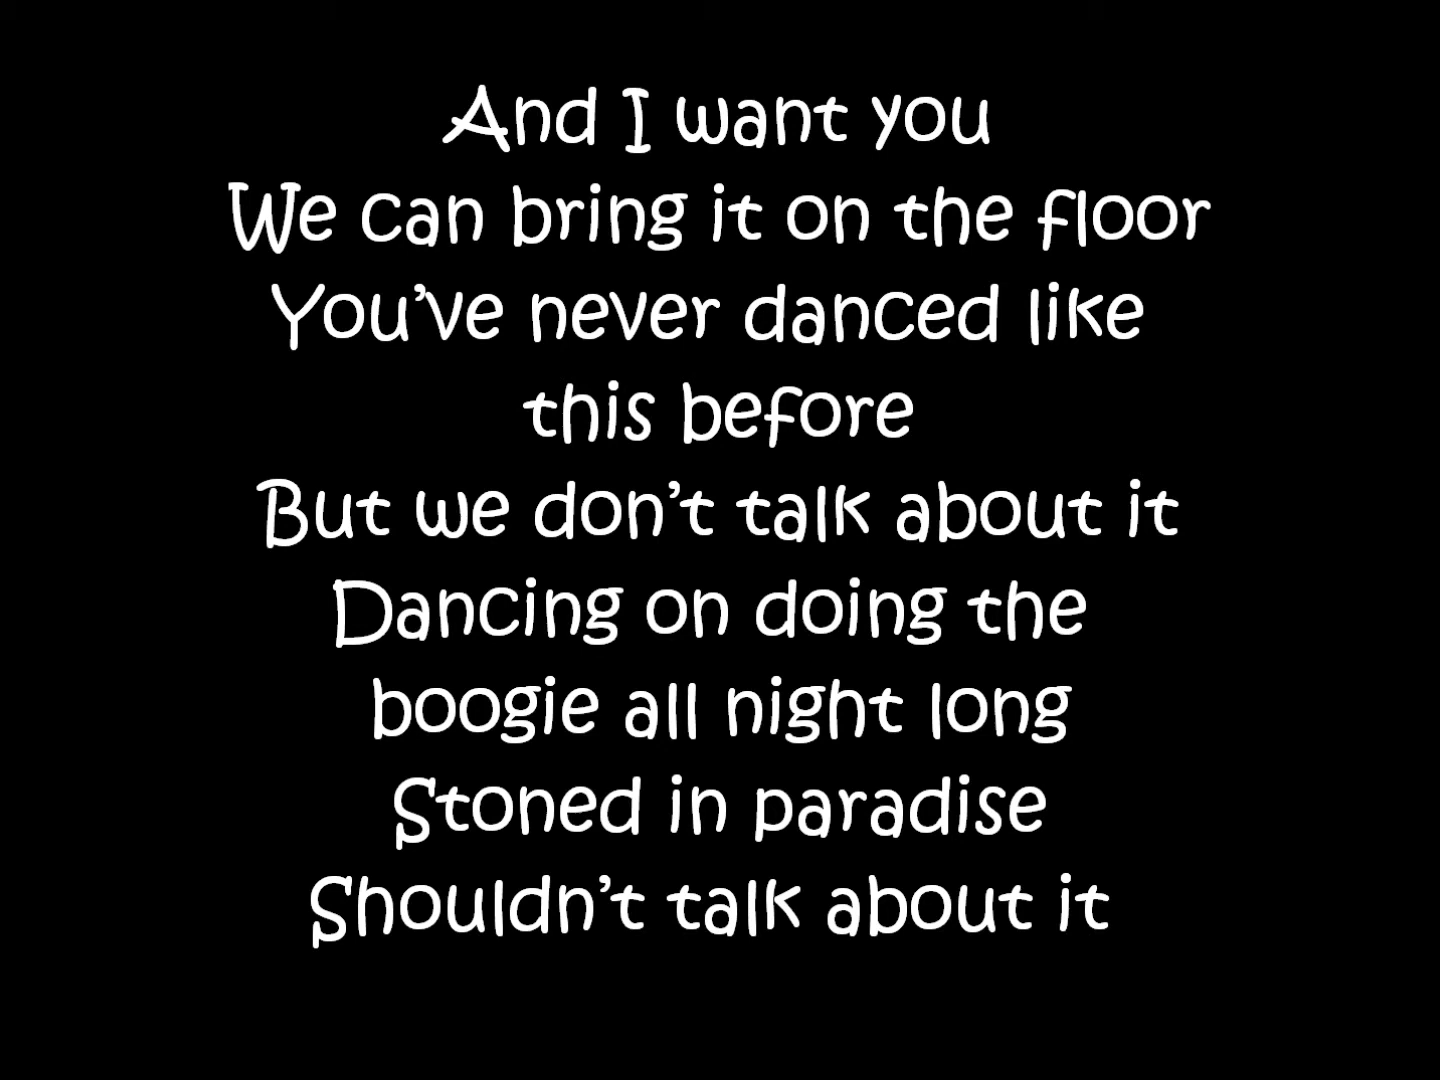 And I want you
We can bring it on the floor
You’ve never danced like
this before
But we don’t talk about it
Dancing on doing the
boogie all night long
Stoned in paradise
Shouldn’t talk about it